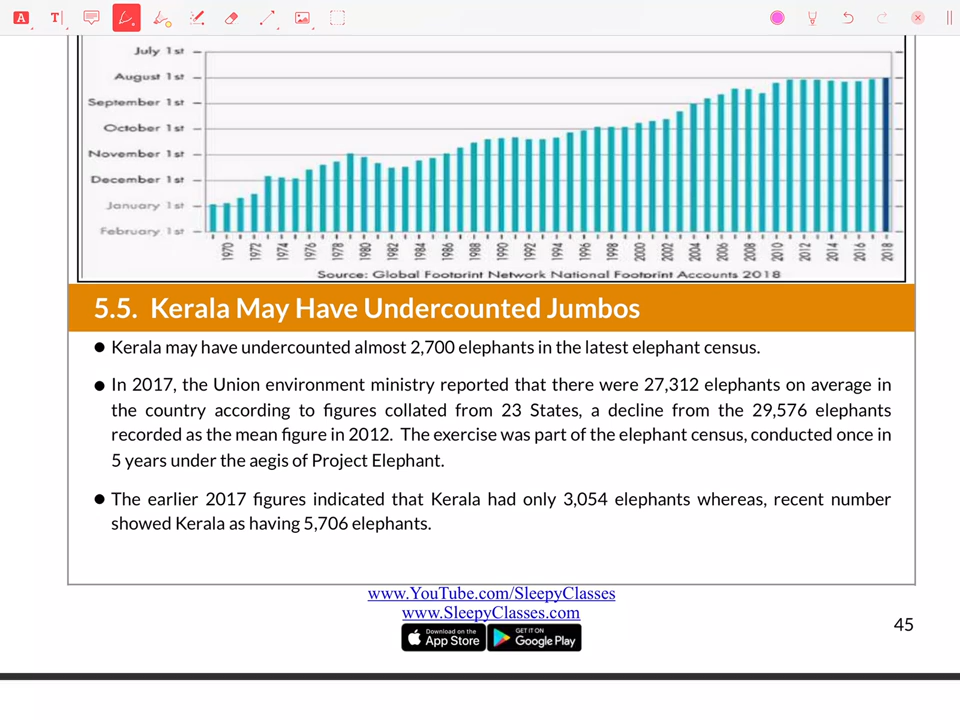 A
T
July 1st
August 1st
September 1st
October 1st
November 1st
December 1st
January 1st
February 1st
1970 1972 1974 1976 1978 1980 1982 1984 1986 1988 1990 1992 1994 1996 1998 2000 2002 2004 2006 2008 2010 2012 2014 2016 2018
Source: Global Footprint Network National Footprint Accounts 2018
5.5. Kerala May Have Undercounted Jumbos
● Kerala may have undercounted almost 2,700 elephants in the latest elephant census.
● In 2017, the Union environment ministry reported that there were 27,312 elephants on average in
the country according to figures collated from 23 States, a decline from the 29,576 elephants
recorded as the mean figure in 2012. The exercise was part of the elephant census, conducted once in
5 years under the aegis of Project Elephant.
● The earlier 2017 figures indicated that Kerala had only 3,054 elephants whereas, recent number
showed Kerala as having 5,706 elephants.
www.YouTube.com/SleepyClasses
www.SleepyClasses.com
Download on the
App Store
GET IT ON
Google Play
45